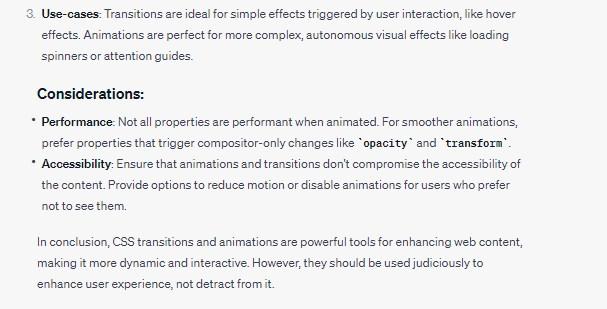 3. Use-cases: Transitions are ideal for simple effects triggered by user interaction, like hover
effects. Animations are perfect for more complex, autonomous visual effects like loading
spinners or attention guides.
Considerations:
• Performance: Not all properties are performant when animated. For smoother animations,
prefer properties that trigger compositor-only changes like `opacity` and `transform`.
• Accessibility: Ensure that animations and transitions don't compromise the accessibility of
the content. Provide options to reduce motion or disable animations for users who prefer
not to see them.
In conclusion, CSS transitions and animations are powerful tools for enhancing web content,
making it more dynamic and interactive. However, they should be used judiciously to
enhance user experience, not detract from it.